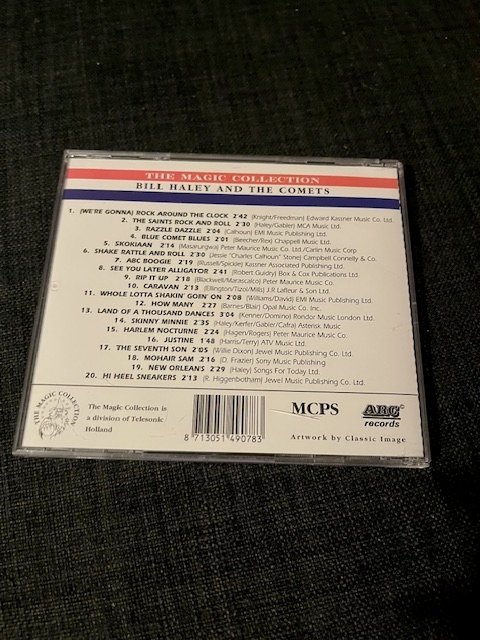 THE MAGIC COLLECTION
BILL HALEY AND THE COMETS
1. (WE'RE GONNA) ROCK AROUND THE CLOCK 2'42 (Knight/Freedman) Edward Kassner Music Co. Ltd.
2. THE SAINTS ROCK AND ROLL 2'30 (Haley/Gabler) MCA Music Ltd.
3. RAZZLE DAZZLE 2'04 (Calhoun) EMI Music Publishing Ltd.
4. BLUE COMET BLUES 2'01 (Beecher/Rex) Chappell Music Ltd.
5. SKOKIAAN 2'14 (Masarurgwa) Peter Maurice Music Co. Ltd./Carlin Music Corp
6. SHAKE RATTLE AND ROLL 2'30 (Jessie "Charles Calhoun" Stone) Campbell Connelly & Co.
7. ABC BOOGIE 2'19 (Russell/Spickler) Kassner Associated Publishing Ltd.
8. SEE YOU LATER ALLIGATOR 2'41 (Robert Guidry) Box & Cox Publications Ltd.
9. RIP IT UP 2'18 (Blackwell/Marascalco) Peter Maurice Music Co.
10. CARAVAN 2'13 (Ellington/Tizol/Mills) J.R Lafleur & Son Ltd.
11. WHOLE LOTTA SHAKIN' GOIN' ON 2'08 (Williams/David) EMI Music Publishing Ltd.
12. HOW MANY 2'27 (Barnes/Blair) Opal Music Co. Inc.
13. LAND OF A THOUSAND DANCES 3'04 (Kenner/Domino) Rondor Music London Ltd.
14. SKINNY MINNIE 2'35 (Haley/Kerfer/Gabler/Cafra) Asterisk Music
15. HARLEM NOCTURNE 2'24 (Hagen/Rogers) Peter Maurice Music Co.
16. JUSTINE 1'48 (Harris/Terry) ATV Music Ltd.
17. THE SEVENTH SON 2'05 (Willie Dixon) Jewel Music Publishing Co. Ltd.
18. MOHAIR SAM 2'16 (D. Frazier) Sony Music Publishing
19. NEW ORLEANS 2'29 (Haley) Songs For Today Ltd.
20. HI HEEL SNEAKERS 2'13 (R. Higgenbotham) Jewel Music Publishing Co. Ltd.
THE MAGIC COLLECTION
The Magic Collection is
a division of Telesonic
Holland
8 713051 490783
MCPS
ARC
records
Artwork by Classic Image